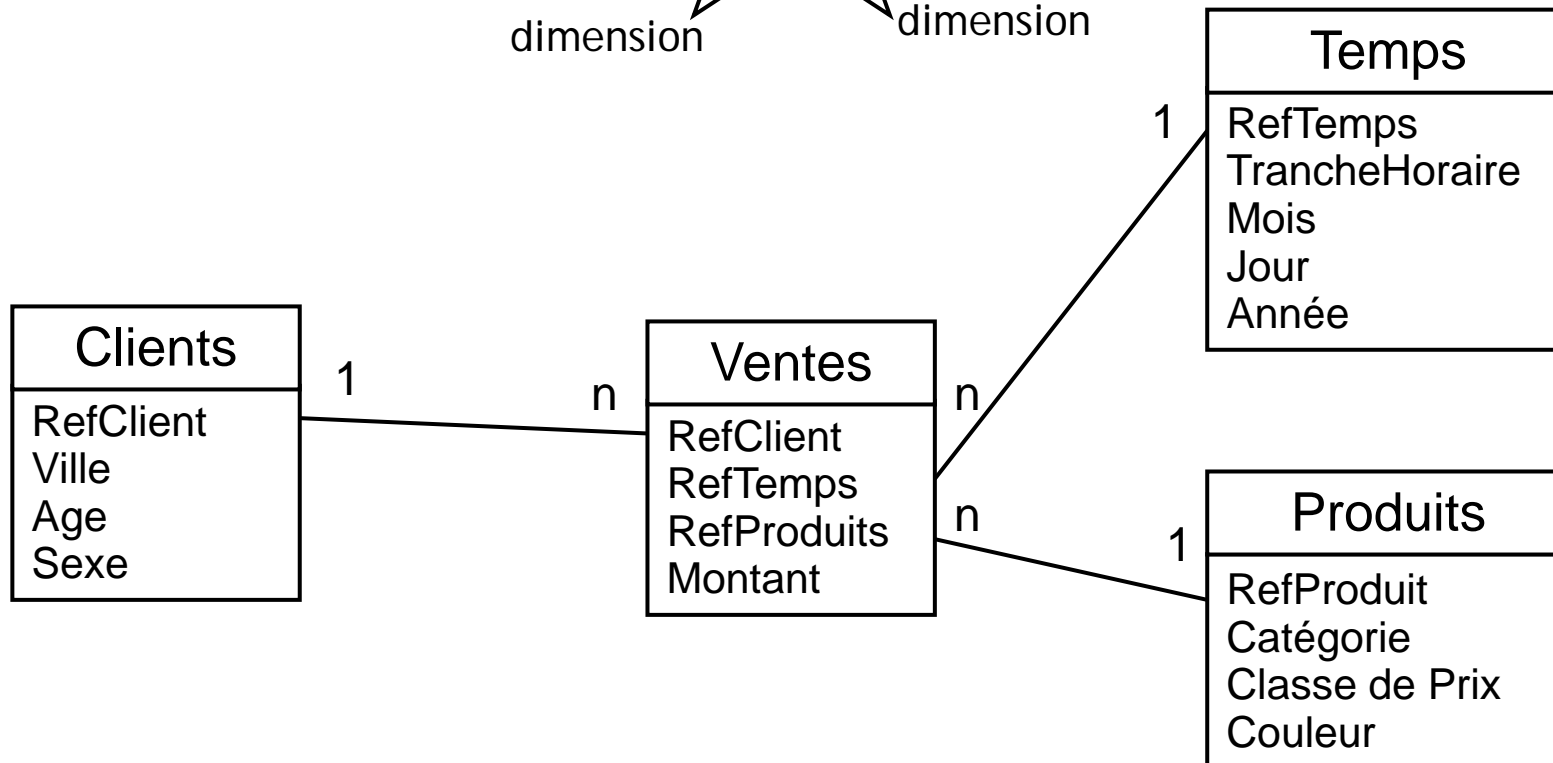 dimension
dimension
Temps
RefTemps
TrancheHoraire
Mois
Jour
Année
1
Clients
RefClient
Ville
Age
Sexe
1
n
Ventes
RefClient
RefTemps
RefProduits
Montant
n
n
1
Produits
RefProduit
Catégorie
Classe de Prix
Couleur